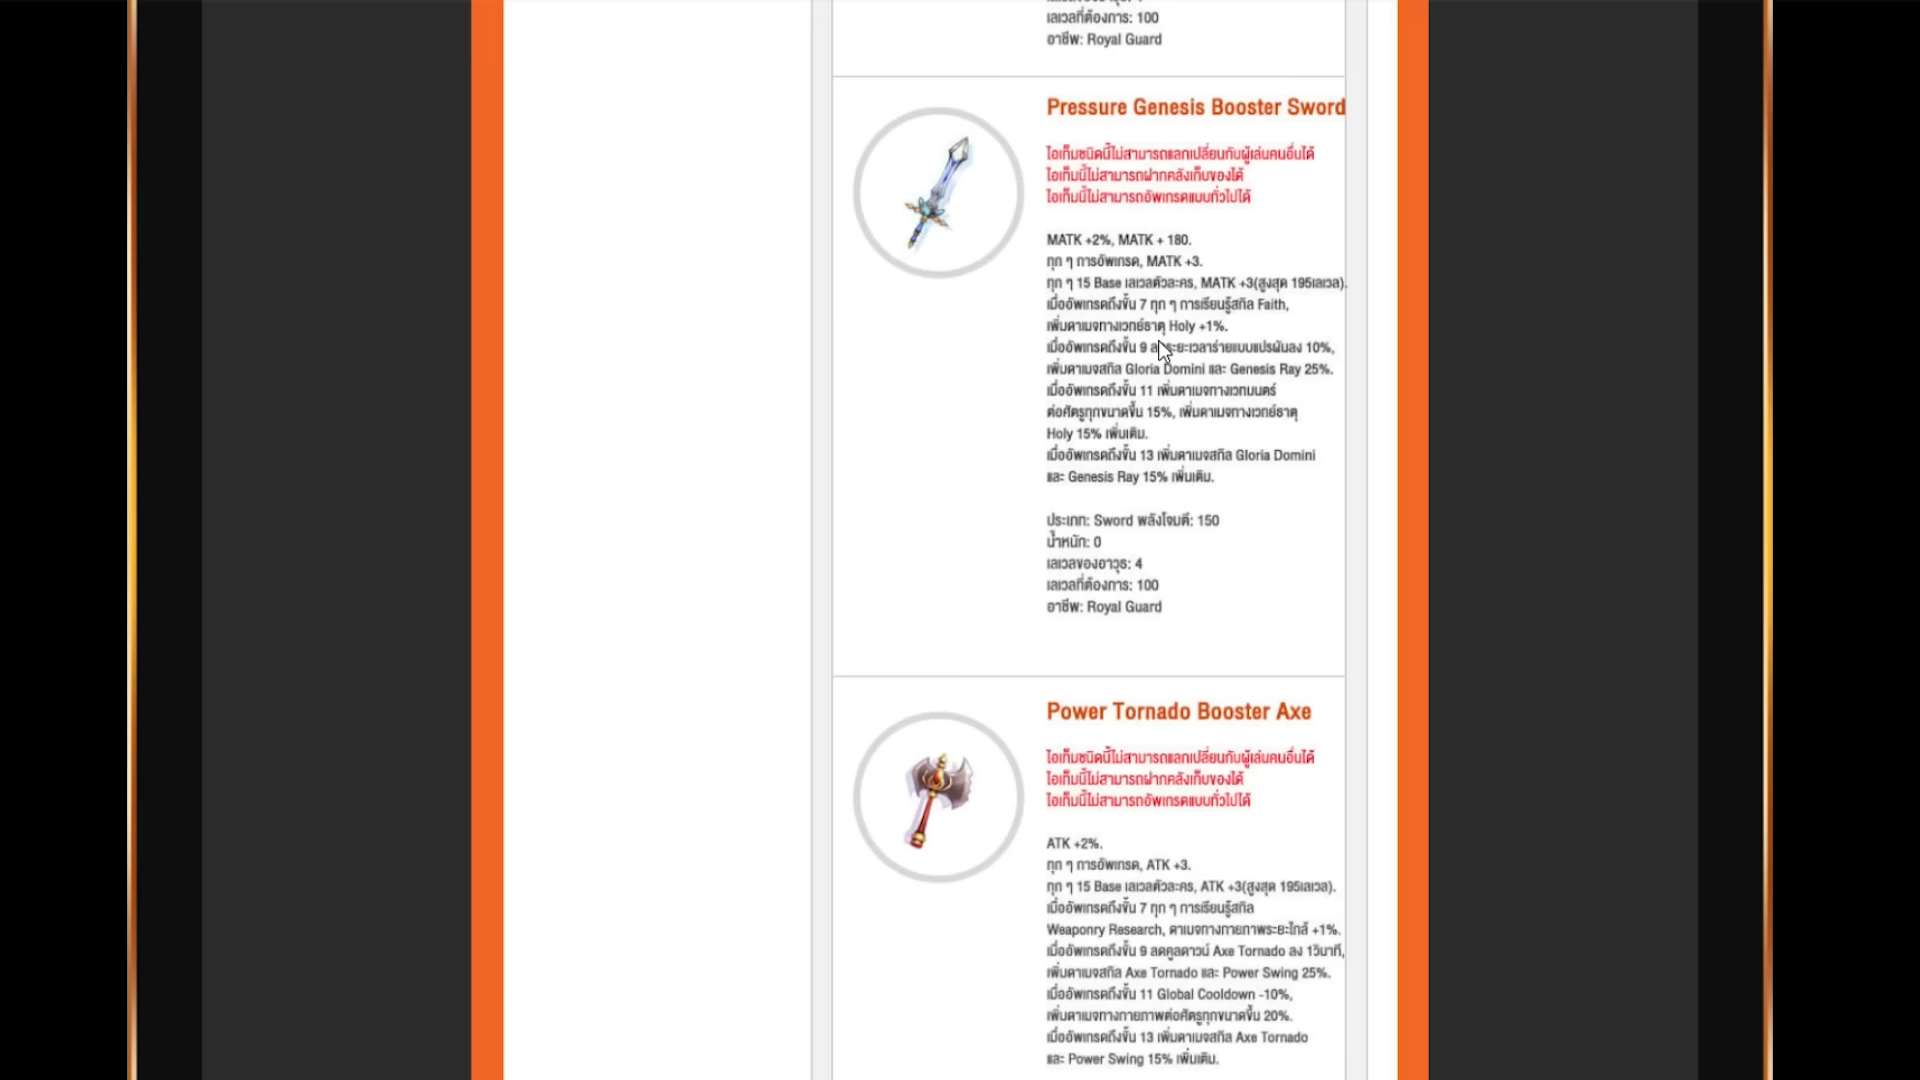 เลเวลที่ต้องการ: 100
อาชีพ: Royal Guard
Pressure Genesis Booster Sword
ไอเท็มชนิดนี้ไม่สามารถแลกเปลี่ยนกับผู้เล่นคนอื่นได้
ไอเท็มนี้ไม่สามารถฝากคลังเก็บของได้
ไอเท็มนี้ไม่สามารถอัพเกรดแบบทั่วไปได้
MATK +2%, MATK + 180.
ทุก ๆ การอัพเกรด, MATK +3.
ทุก ๆ 15 Base เลเวลตัวละคร, MATK +3(สูงสุด 195เลเวล).
เมื่ออัพเกรดถึงขั้น 7 ทุก ๆ การเรียนรู้สกิล Faith,
เพิ่มดาเมจทางเวทย์ธาตุ Holy +1%.
เมื่ออัพเกรดถึงขั้น 9 ลดระยะเวลาร่ายแบบแปรผันลง 10%,
เพิ่มดาเมจสกิล Gloria Domini และ Genesis Ray 25%.
เมื่ออัพเกรดถึงขั้น 11 เพิ่มดาเมจทางเวทมนตร์
ต่อศัตรูทุกขนาดขึ้น 15%, เพิ่มดาเมจทางเวทย์ธาตุ
Holy 15% เพิ่มเติม.
เมื่ออัพเกรดถึงขั้น 13 เพิ่มดาเมจสกิล Gloria Domini
และ Genesis Ray 15% เพิ่มเติม.
ประเภท: Sword พลังโจมตี: 150
น้ำหนัก: 0
เลเวลของอาวุธ: 4
เลเวลที่ต้องการ: 100
อาชีพ: Royal Guard
Power Tornado Booster Axe
ไอเท็มชนิดนี้ไม่สามารถแลกเปลี่ยนกับผู้เล่นคนอื่นได้
ไอเท็มนี้ไม่สามารถฝากคลังเก็บของได้
ไอเท็มนี้ไม่สามารถอัพเกรดแบบทั่วไปได้
ATK +2%.
ทุก ๆ การอัพเกรด, ATK +3.
ทุก ๆ 15 Base เลเวลตัวละคร, ATK +3(สูงสุด 195เลเวล).
เมื่ออัพเกรดถึงขั้น 7 ทุก ๆ การเรียนรู้สกิล
Weaponry Research, ดาเมจทางกายภาพระยะใกล้ +1%.
เมื่ออัพเกรดถึงขั้น 9 ลดคูลดาวน์ Axe Tornado ลง 1วินาที,
เพิ่มดาเมจสกิล Axe Tornado และ Power Swing 25%.
เมื่ออัพเกรดถึงขั้น 11 Global Cooldown -10%,
เพิ่มดาเมจทางกายภาพต่อศัตรูทุกขนาดขึ้น 20%.
เมื่ออัพเกรดถึงขั้น 13 เพิ่มดาเมจสกิล Axe Tornado
และ Power Swing 15% เพิ่มเติม.